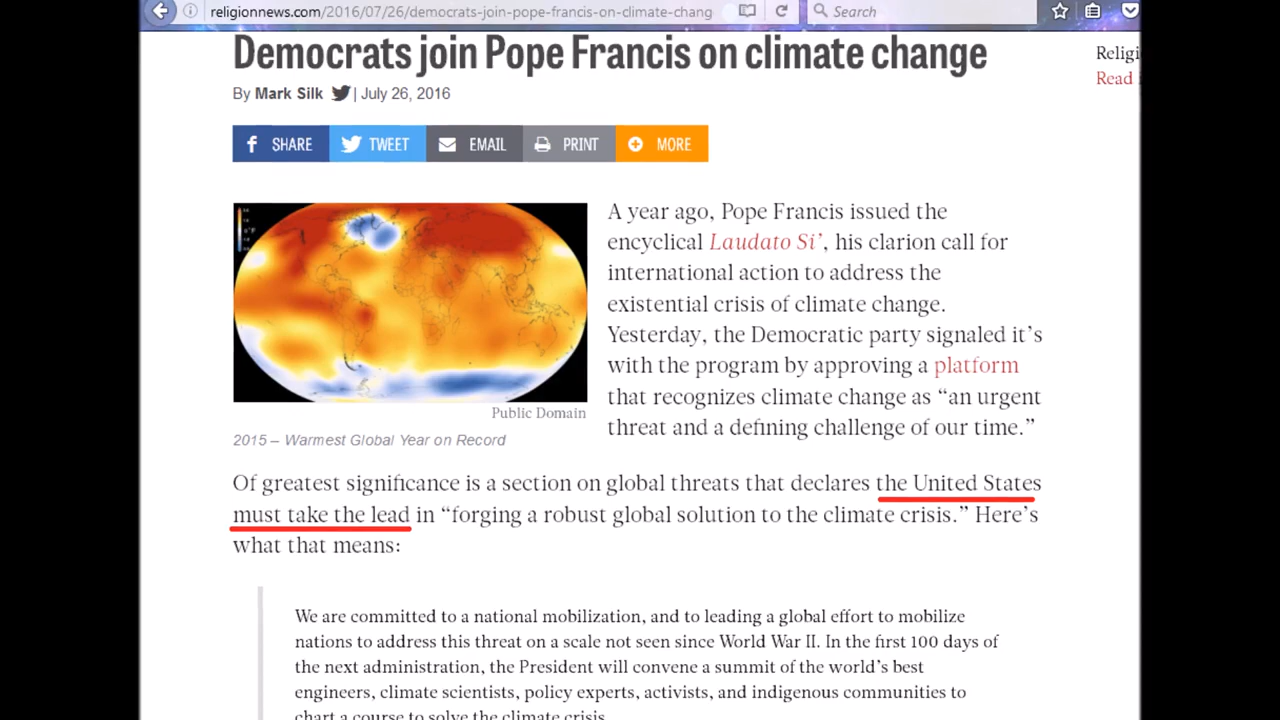 religionnews.com/2016/07/26/democrats-join-pope-francis-on-climate-chang
Search
Democrats join Pope Francis on climate change
By Mark Silk | July 26, 2016
Religi
Read
SHARE TWEET EMAIL PRINT MORE
A year ago, Pope Francis issued the
encyclical Laudato Si’, his clarion call for
international action to address the
existential crisis of climate change.
Yesterday, the Democratic party signaled it’s
with the program by approving a platform
that recognizes climate change as “an urgent
threat and a defining challenge of our time.”
Public Domain
2015 – Warmest Global Year on Record
Of greatest significance is a section on global threats that declares the United States
must take the lead in “forging a robust global solution to the climate crisis.” Here’s
what that means:
We are committed to a national mobilization, and to leading a global effort to mobilize
nations to address this threat on a scale not seen since World War II. In the first 100 days of
the next administration, the President will convene a summit of the world’s best
engineers, climate scientists, policy experts, activists, and indigenous communities to
chart a course to solve the climate crisis